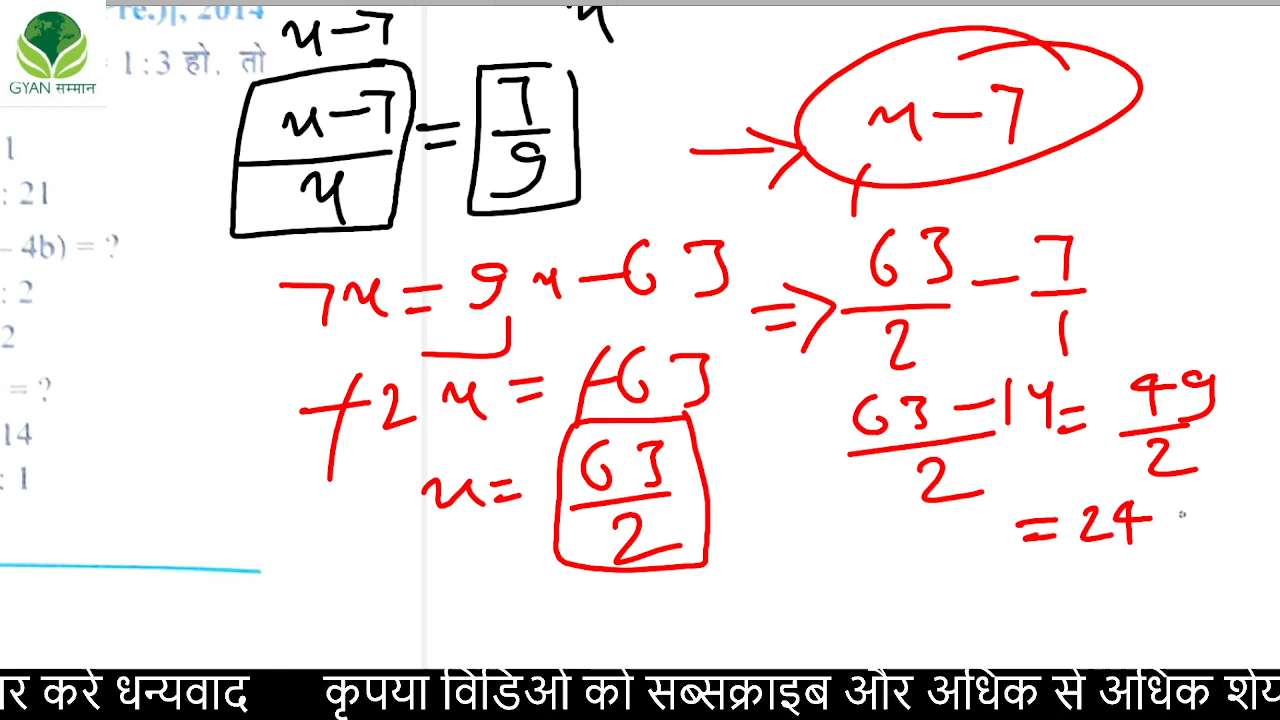 re.)], 2014
= 1:3 हो, तो
GYAN सम्मान
1
: 21
– 4b) = ?
: 2
2
= ?
14
: 1
x-7
x
x-7/x = 7/9
7x = 9x-63
-2x = -63
x = 63/2
x-7
=> 63/2 - 7/1
63-14/2 = 49/2
= 24.
र करे धन्यवाद कृपया विडिओ को सब्सक्राइब और अधिक से अधिक शेय